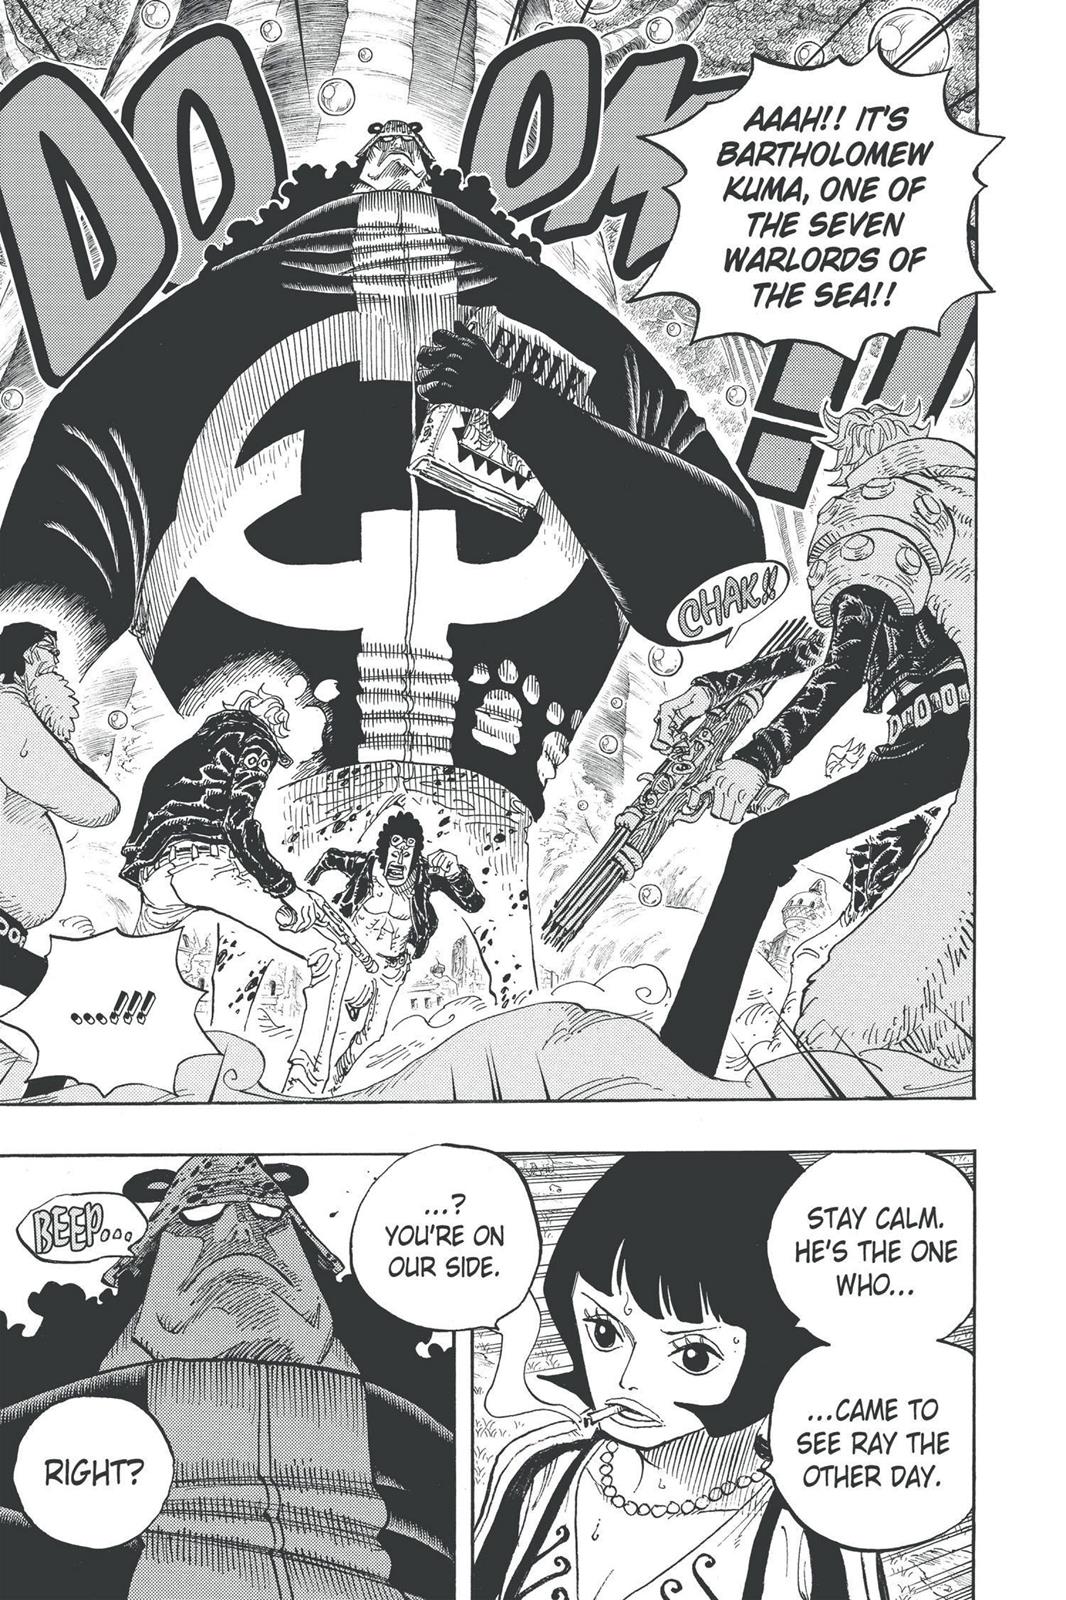 DOOM
!!
AAAH!! IT'S
BARTHOLOMEW
KUMA, ONE OF
THE SEVEN
WARLORDS OF
THE SEA!!
BIBLE
CHAK!!
...!!!
STAY CALM.
HE'S THE ONE
WHO...
...CAME TO
SEE RAY THE
OTHER DAY.
...?
YOU'RE ON
OUR SIDE.
BEEP...
RIGHT?